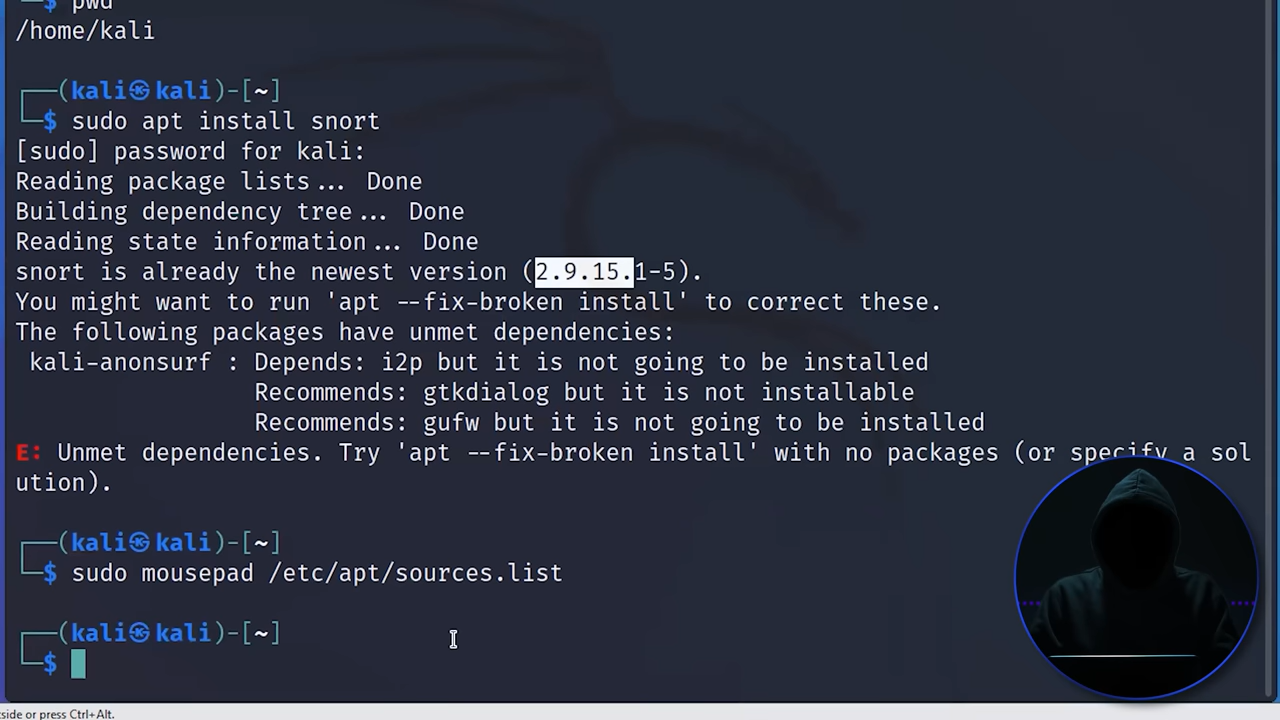 $ pwd
/home/kali
┌──(kali㉿kali)-[~]
└─$ sudo apt install snort
[sudo] password for kali:
Reading package lists... Done
Building dependency tree... Done
Reading state information... Done
snort is already the newest version (2.9.15.1-5).
You might want to run 'apt --fix-broken install' to correct these.
The following packages have unmet dependencies:
 kali-anonsurf : Depends: i2p but it is not going to be installed
                 Recommends: gtkdialog but it is not installable
                 Recommends: gufw but it is not going to be installed
E: Unmet dependencies. Try 'apt --fix-broken install' with no packages (or specify a sol
ution).
┌──(kali㉿kali)-[~]
└─$ sudo mousepad /etc/apt/sources.list
┌──(kali㉿kali)-[~]
└─$
tside or press Ctrl+Alt.